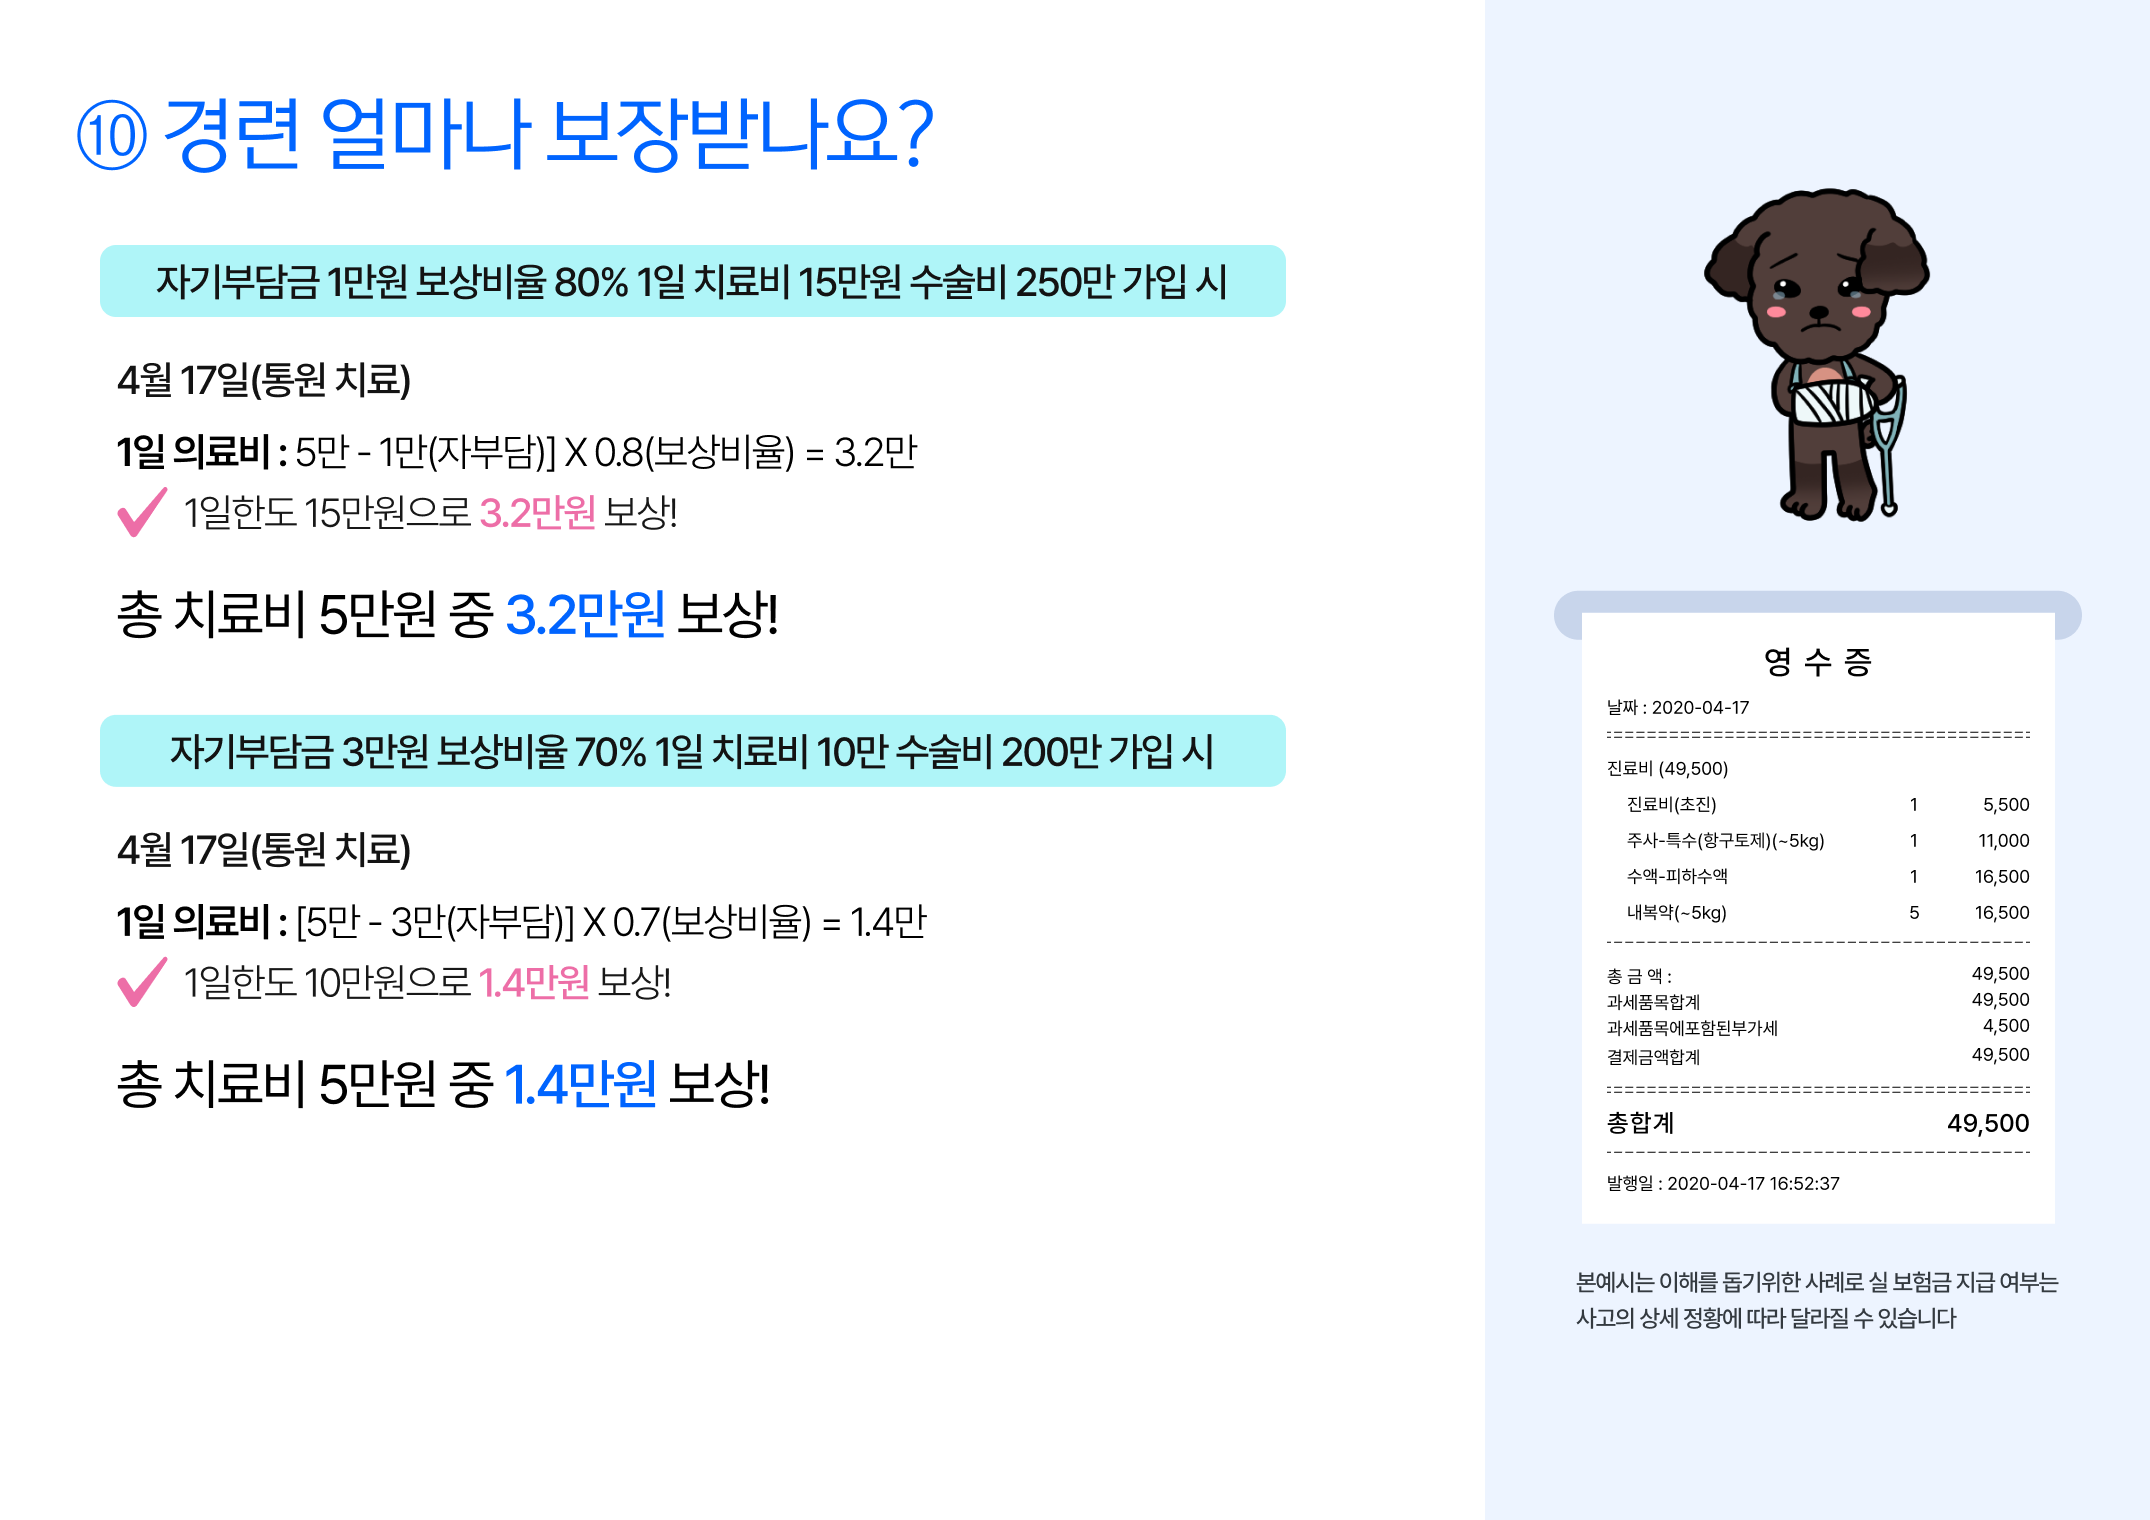 ⑩ 경련 얼마나 보장받나요?
자기부담금 1만원 보상비율 80% 1일 치료비 15만원 수술비 250만 가입 시
4월 17일(통원 치료)
1일 의료비 : 5만 - 1만(자부담)] X 0.8(보상비율) = 3.2만
1일한도 15만원으로 3.2만원 보상!
총 치료비 5만원 중 3.2만원 보상!
자기부담금 3만원 보상비율 70% 1일 치료비 10만 수술비 200만 가입 시
4월 17일(통원 치료)
1일 의료비 : [5만 - 3만(자부담)] X 0.7(보상비율) = 1.4만
1일한도 10만원으로 1.4만원 보상!
총 치료비 5만원 중 1.4만원 보상!
영 수 증
날짜 : 2020-04-17
진료비 (49,500)
진료비(초진) 1 5,500
주사-특수(항구토제)(~5kg) 1 11,000
수액-피하수액 1 16,500
내복약(~5kg) 5 16,500
총 금 액 : 49,500
과세품목합계 49,500
과세품목에포함된부가세 4,500
결제금액합계 49,500
총합계 49,500
발행일 : 2020-04-17 16:52:37
본예시는 이해를 돕기위한 사례로 실 보험금 지급 여부는
사고의 상세 정황에 따라 달라질 수 있습니다